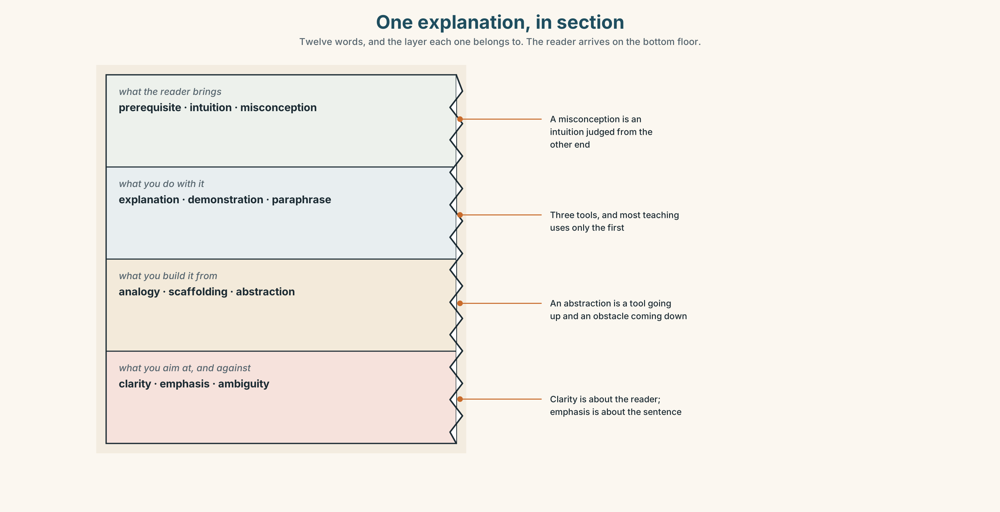 One explanation, in section
Twelve words, and the layer each one belongs to. The reader arrives on the bottom floor.
what the reader brings
prerequisite · intuition · misconception
A misconception is an
intuition judged from the
other end
what you do with it
explanation · demonstration · paraphrase
Three tools, and most teaching
uses only the first
what you build it from
analogy · scaffolding · abstraction
An abstraction is a tool going
up and an obstacle coming down
what you aim at, and against
clarity · emphasis · ambiguity
Clarity is about the reader;
emphasis is about the sentence